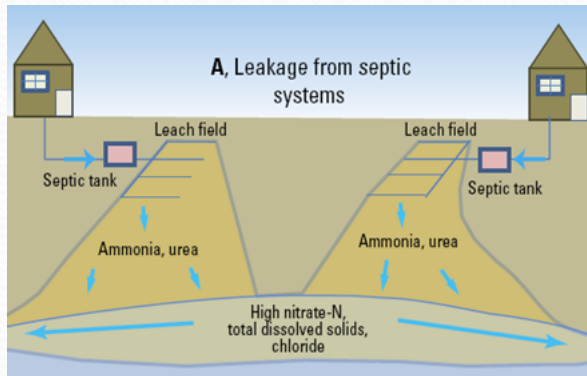 A, Leakage from septic
systems
Leach field
Leach field
Septic tank
Septic tank
Ammonia, urea
Ammonia, urea
High nitrate-N,
total dissolved solids,
chloride